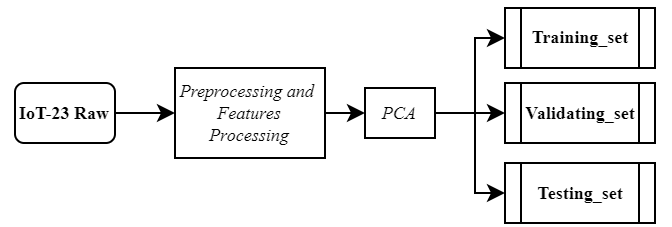 IoT-23 Raw
Preprocessing and
Features
Processing
PCA
Training_set
Validating_set
Testing_set